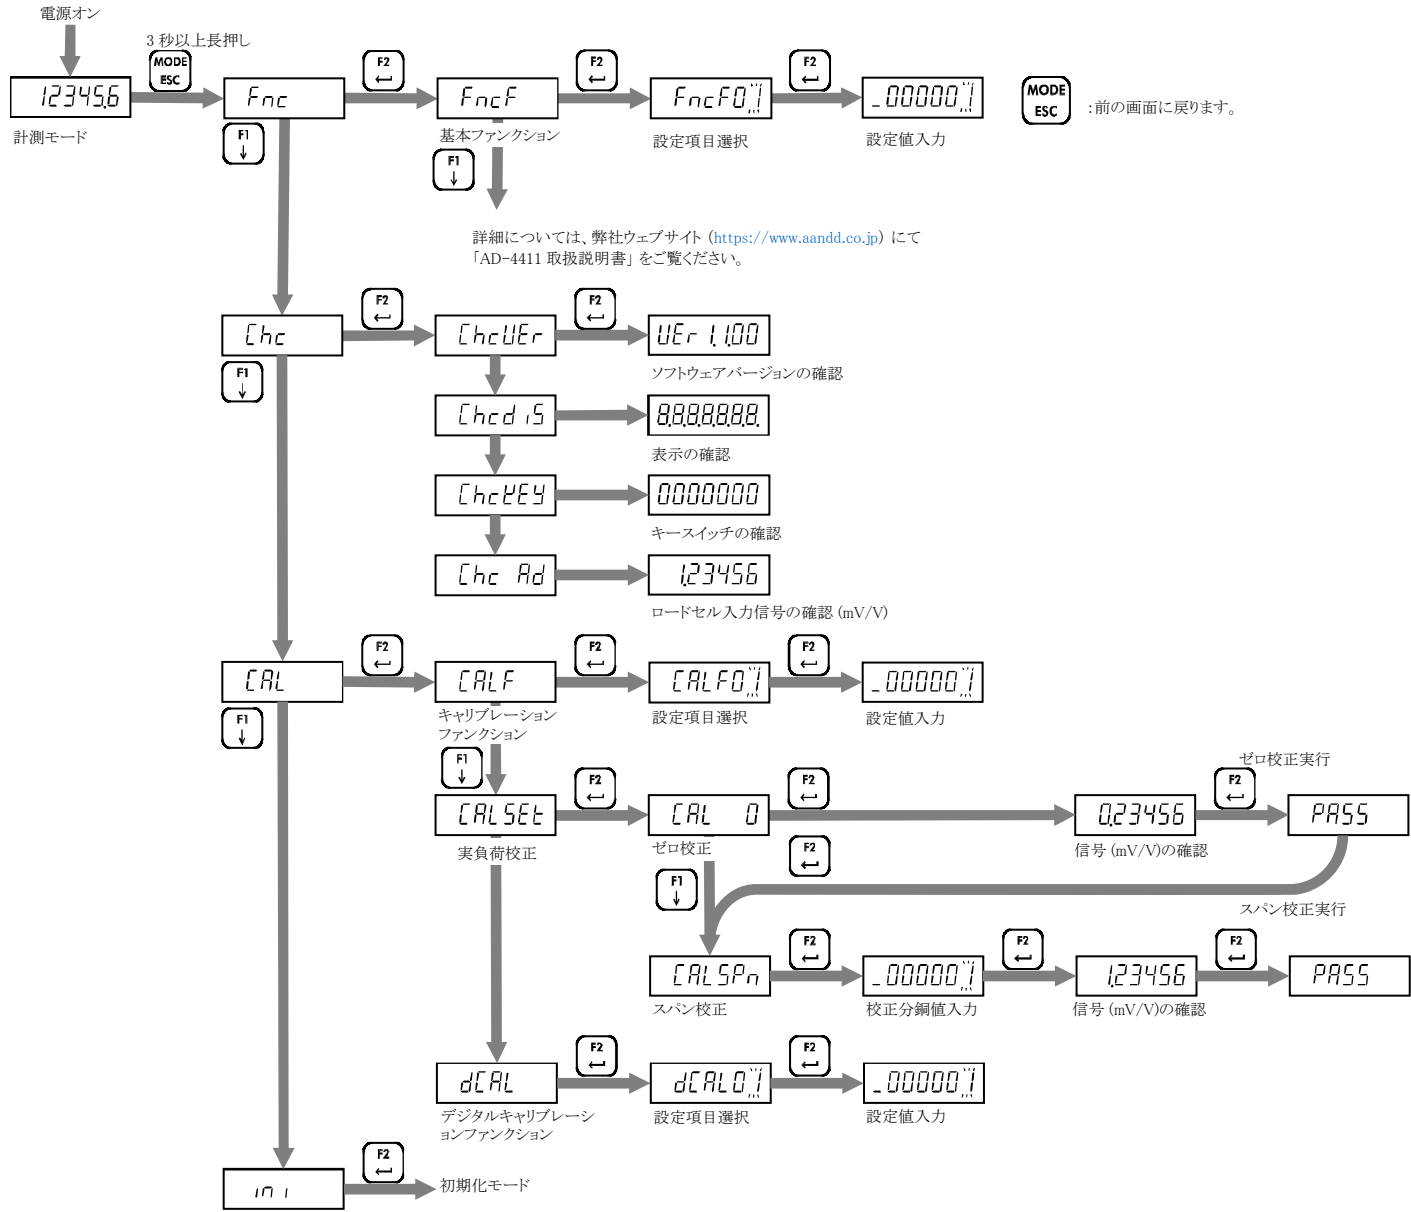 電源オン
3 秒以上長押し
MODE
ESC
F2
F2
F2
12345.6
Fnc
FncF
FncF01
_000001
MODE
ESC
:前の画面に戻ります。
計測モード
F1
基本ファンクション
設定項目選択
設定値入力
F1
詳細については、弊社ウェブサイト (https://www.aandd.co.jp) にて
「AD-4411 取扱説明書」をご覧ください。
F2
F2
Chc
ChcVEr
VEr 1.1.00
F1
ソフトウェアバージョンの確認
ChcdiS
8.8.8.8.8.8.8.
表示の確認
ChcKEY
0000000
キースイッチの確認
Chc Ad
1.23456
ロードセル入力信号の確認 (mV/V)
F2
F2
F2
CAL
CALF
CALF01
_000001
F1
キャリブレーション
ファンクション
設定項目選択
設定値入力
F1
F2
F2
ゼロ校正実行
F2
CALSEt
CAL 0
0.23456
PASS
実負荷校正
ゼロ校正
F2
信号 (mV/V)の確認
F1
スパン校正実行
F2
F2
F2
CALSPn
_000001
1.23456
PASS
スパン校正
校正分銅値入力
信号 (mV/V)の確認
F2
F2
dCAL
dCAL01
_000001
デジタルキャリブレーシ
ョンファンクション
設定項目選択
設定値入力
F2
ini
初期化モード